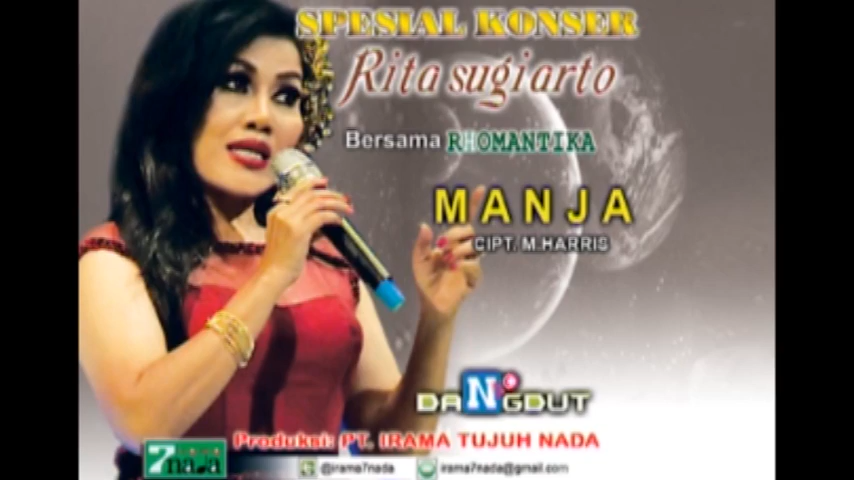 SPESIAL KONSER
Rita sugiarto
Bersama RHOMANTIKA
MANJA
CIPT. M.HARRIS
DANGDUT
Produksi: PT. IRAMA TUJUH NADA
7nada
@irama7nada irama7nada@gmail.com